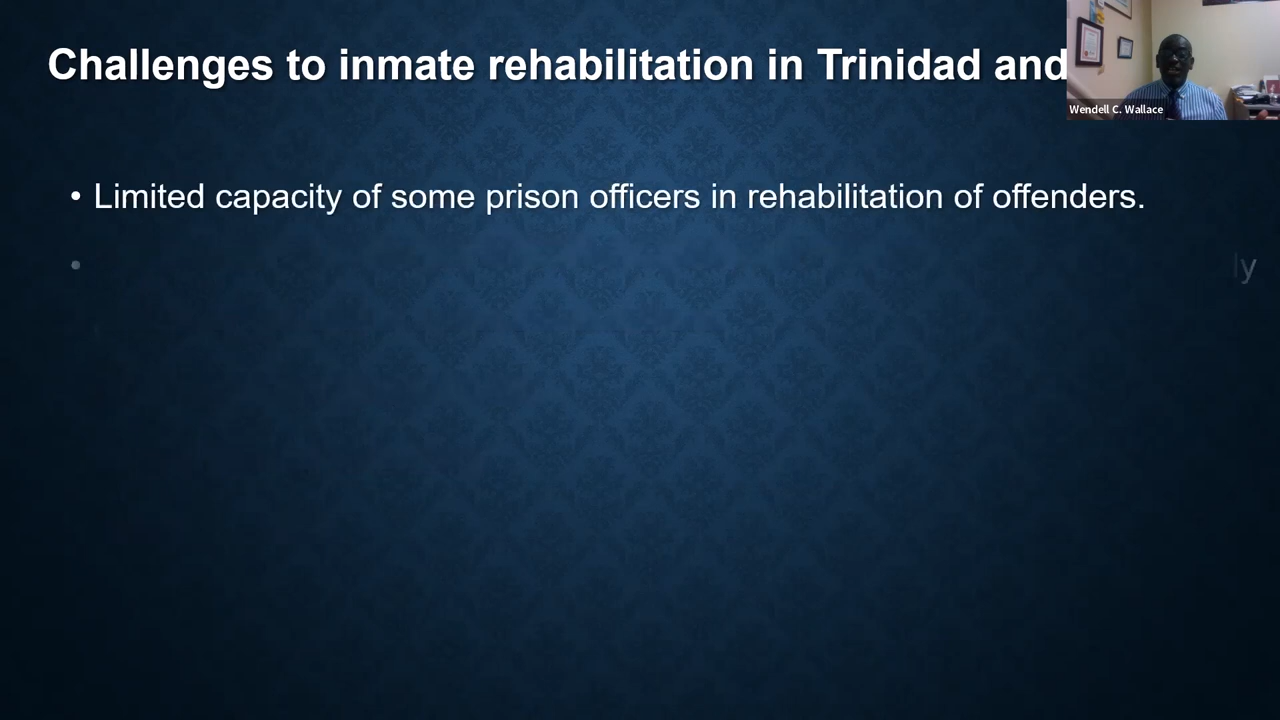 Challenges to inmate rehabilitation in Trinidad and
Wendell C. Wallace
• Limited capacity of some prison officers in rehabilitation of offenders.
• ly